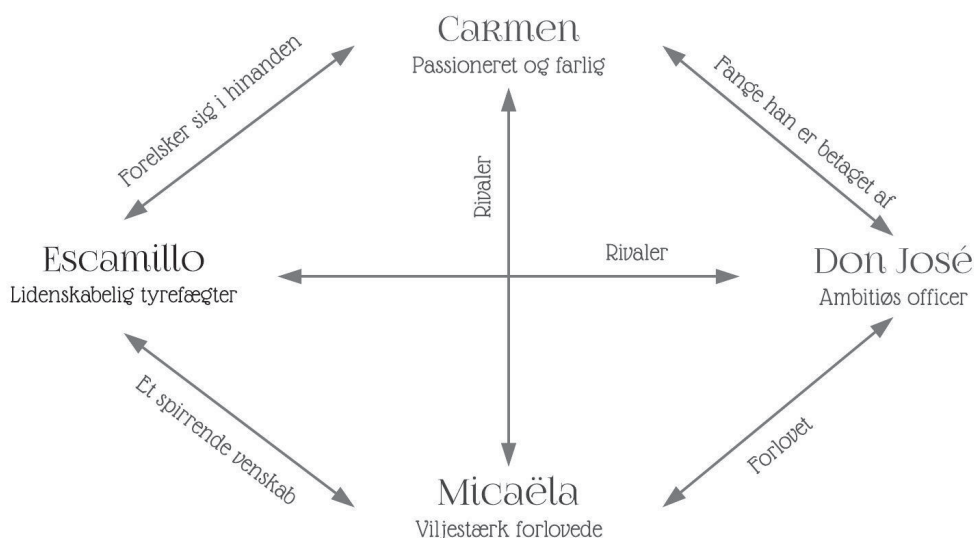 Carmen
Passioneret og farlig
Forelsker sig i hinanden
Fange han er betaget af
Rivaler
Escamillo
Lidenskabelig tyrefægter
Rivaler
Don José
Ambitiøs officer
Et spirrende venskab
Forlovet
Micaëla
Viljestærk forlovede